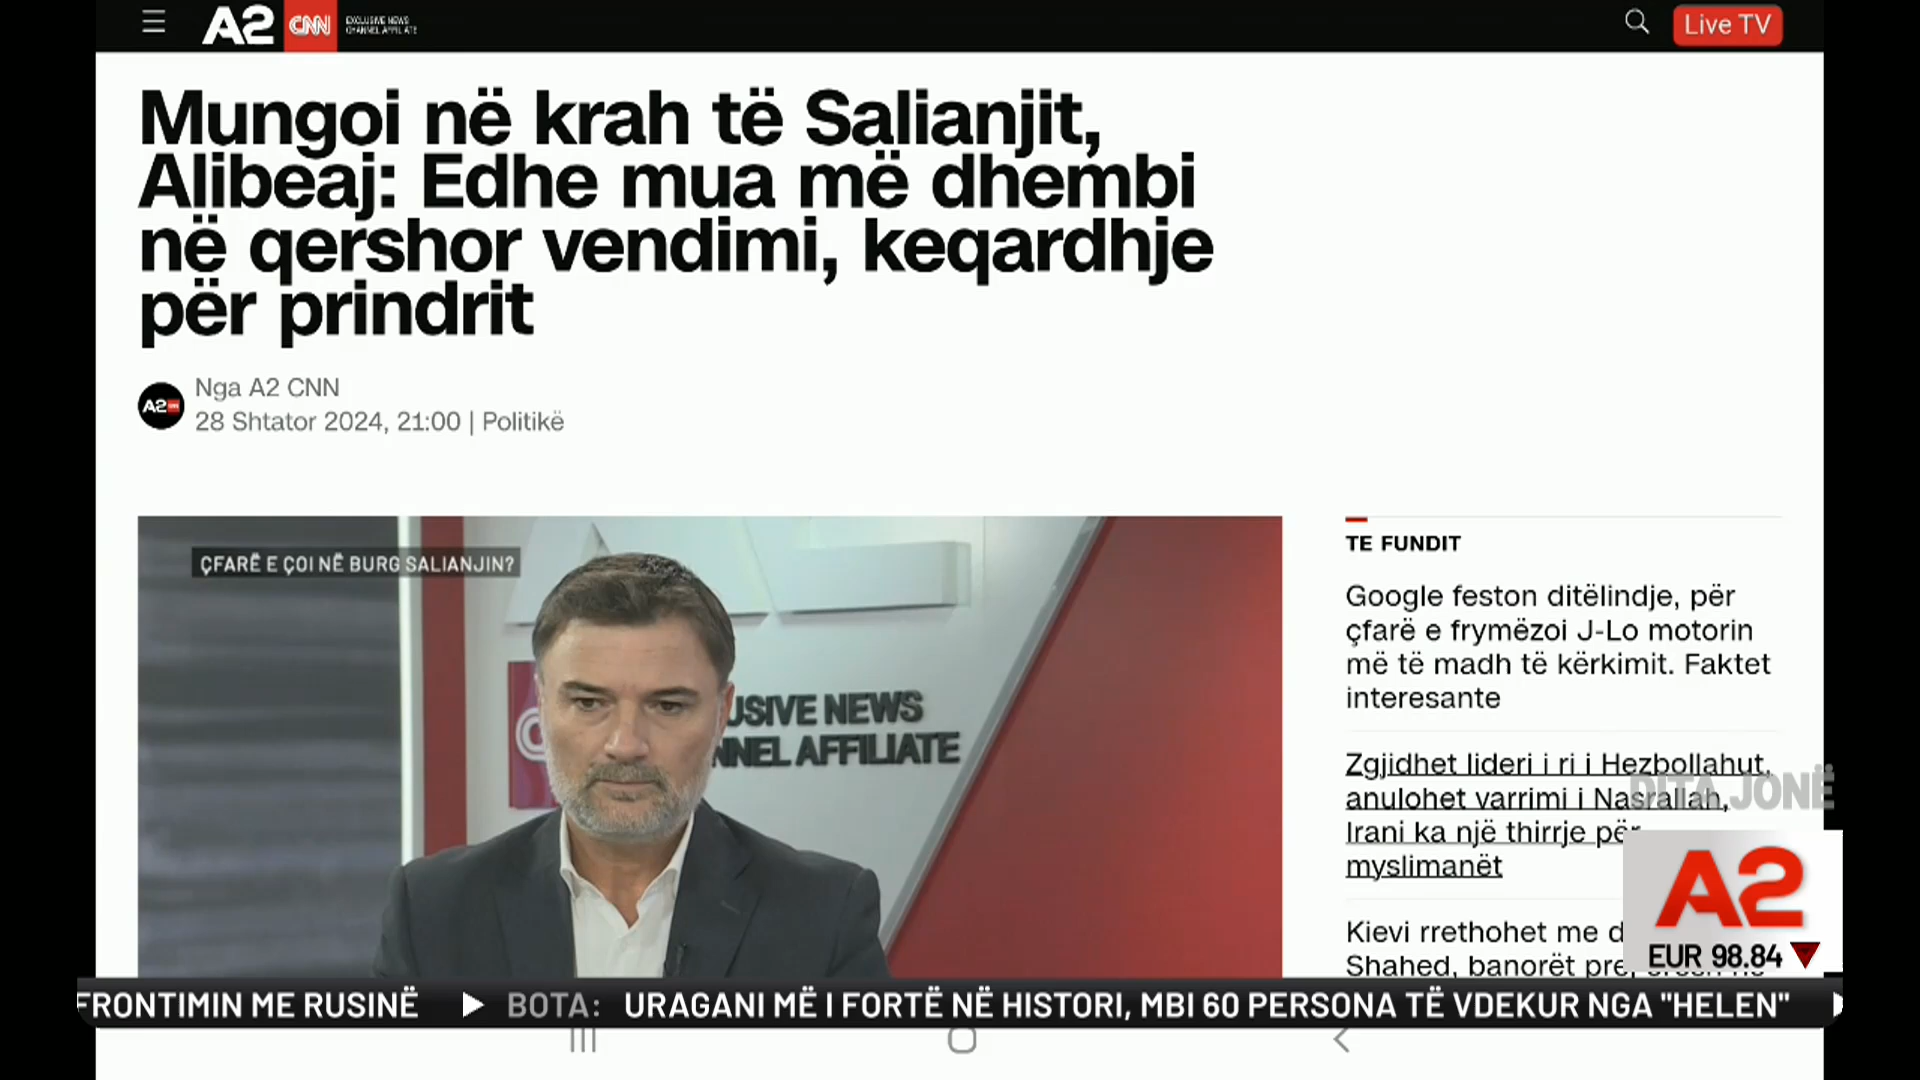 A2 CNN EXCLUSIVE NEWS
CHANNEL AFFILIATE
Live TV
Mungoi në krah të Salianjit,
Alibeaj: Edhe mua më dhembi
në qershor vendimi, keqardhje
për prindrit
A2 CNN
Nga A2 CNN
28 Shtator 2024, 21:00 | Politikë
ÇFARË E ÇOI NË BURG SALIANJIN?
USIVE NEWS
NNEL AFFILIATE
TE FUNDIT
Google feston ditëlindje, për
çfarë e frymëzoi J-Lo motorin
më të madh të kërkimit. Faktet
interesante
Zgjidhet lideri i ri i Hezbollahut,
anulohet varrimi i Nasrallah,
Irani ka një thirrje për
myslimanët
Kievi rrethohet me d
Shahed, banorët pre
DITA JONË
A2
EUR 98.84
FRONTIMIN ME RUSINË BOTA: URAGANI MË I FORTË NË HISTORI, MBI 60 PERSONA TË VDEKUR NGA "HELEN"